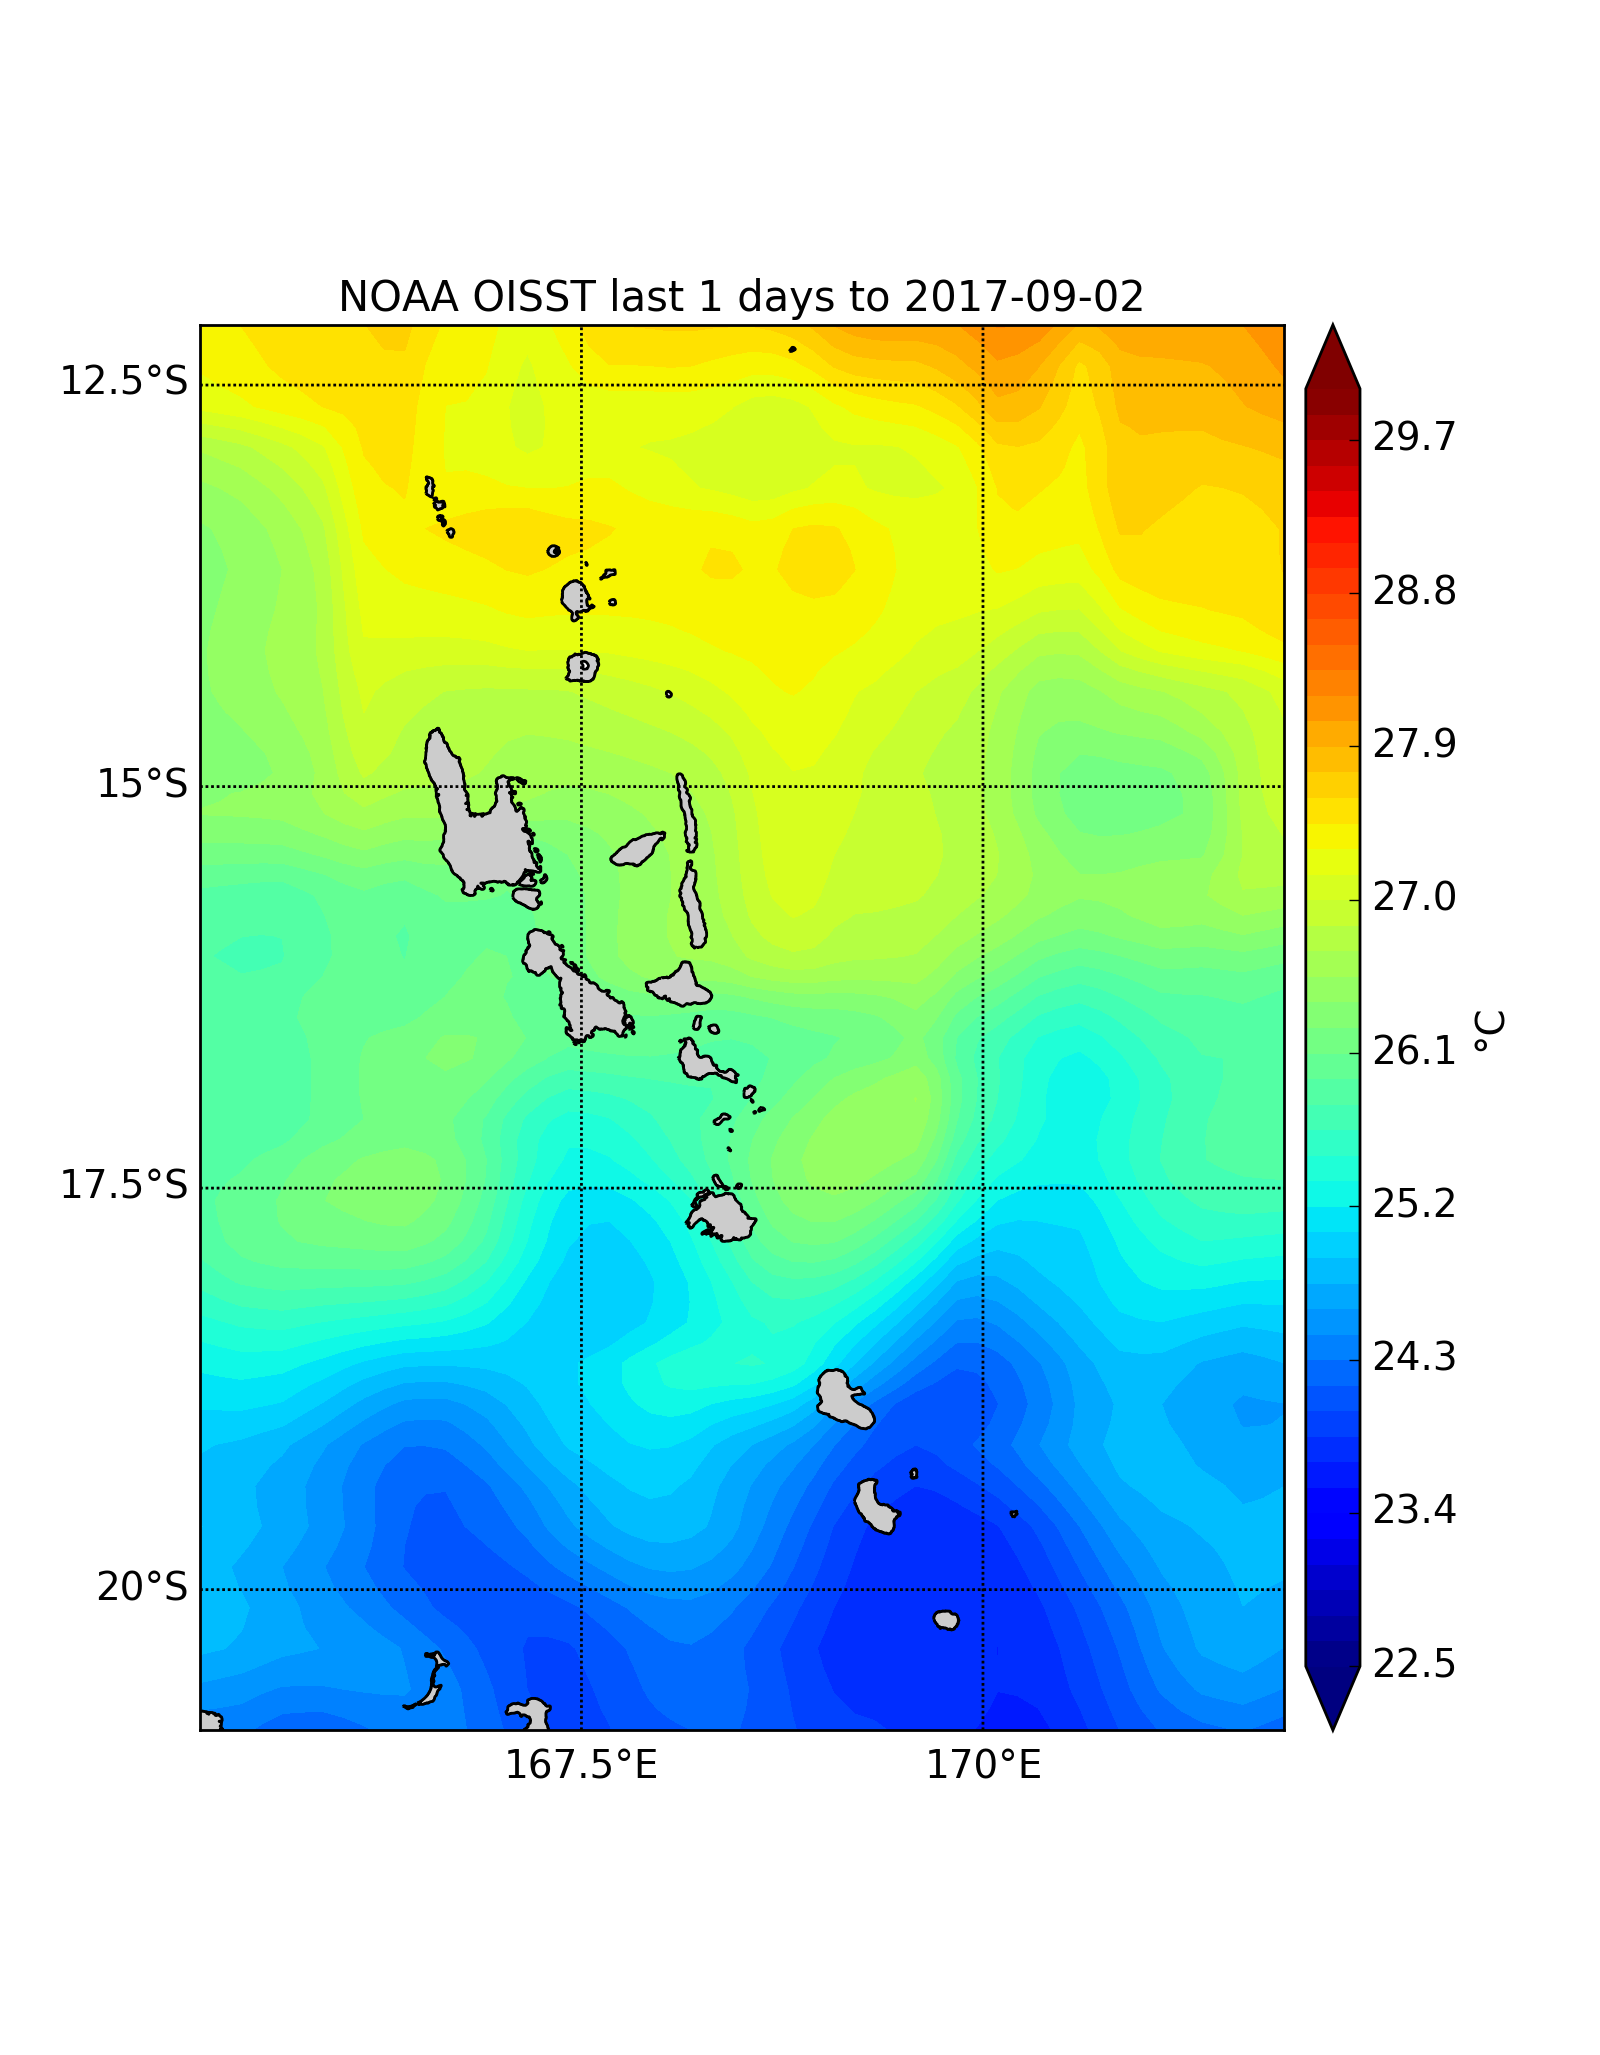 NOAA OISST last 1 days to 2017-09-02
12.5°S
15°S
17.5°S
20°S
167.5°E
170°E
29.7
28.8
27.9
27.0
26.1
25.2
24.3
23.4
22.5
°C